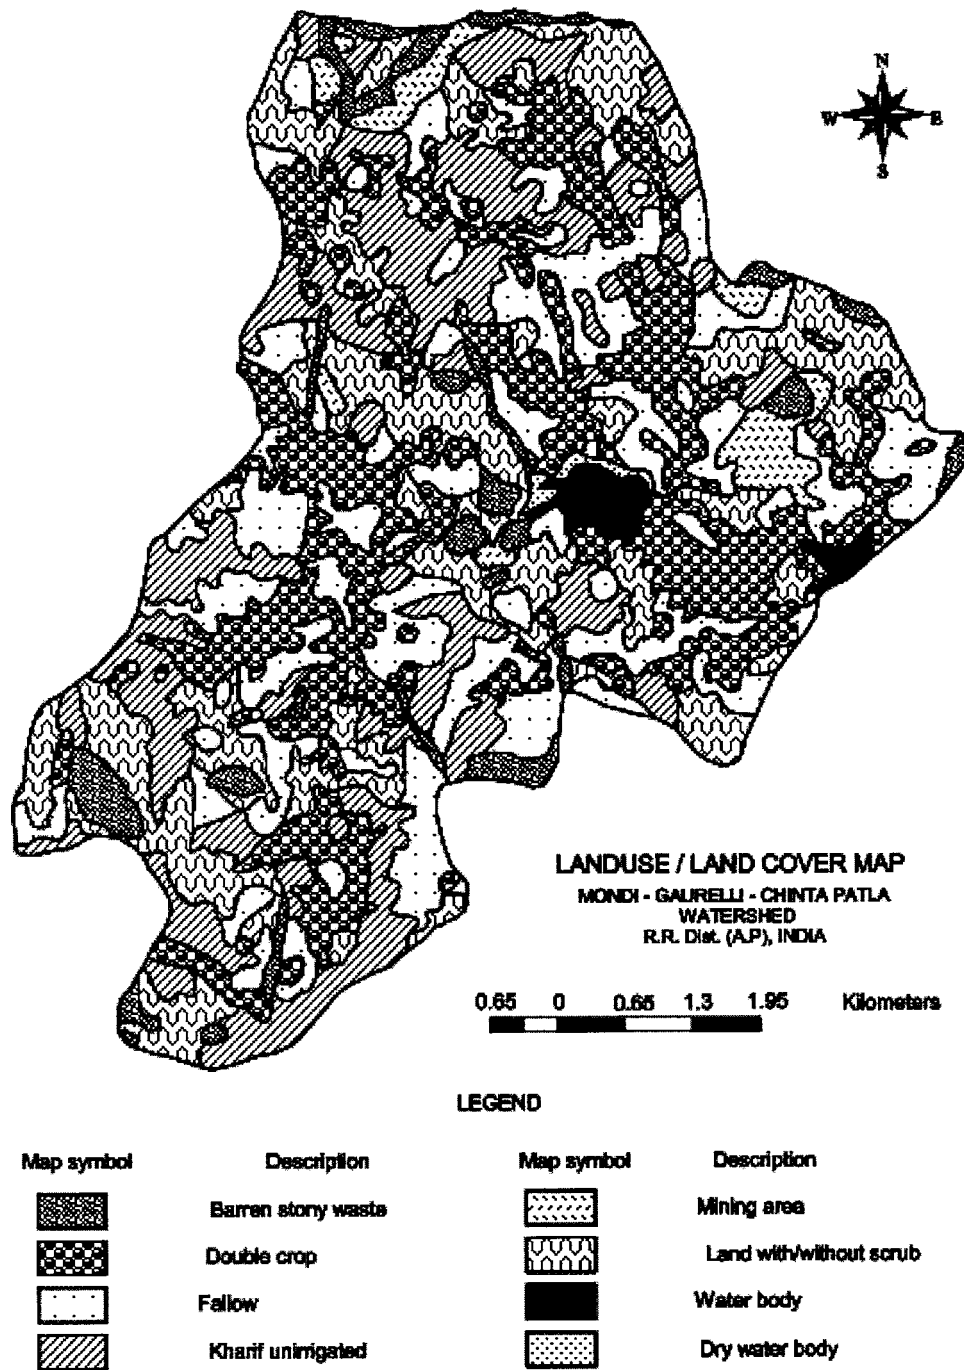 N
W E
S
LANDUSE / LAND COVER MAP
MONDI - GAURELLI - CHINTA PATLA
WATERSHED
R.R. Dist. (A.P), INDIA
0.65 0 0.65 1.3 1.95 Kilometers
LEGEND
Map symbol Description Map symbol Description
Barren stony waste Mining area
Double crop Land with/without scrub
Fallow Water body
Kharif unirrigated Dry water body